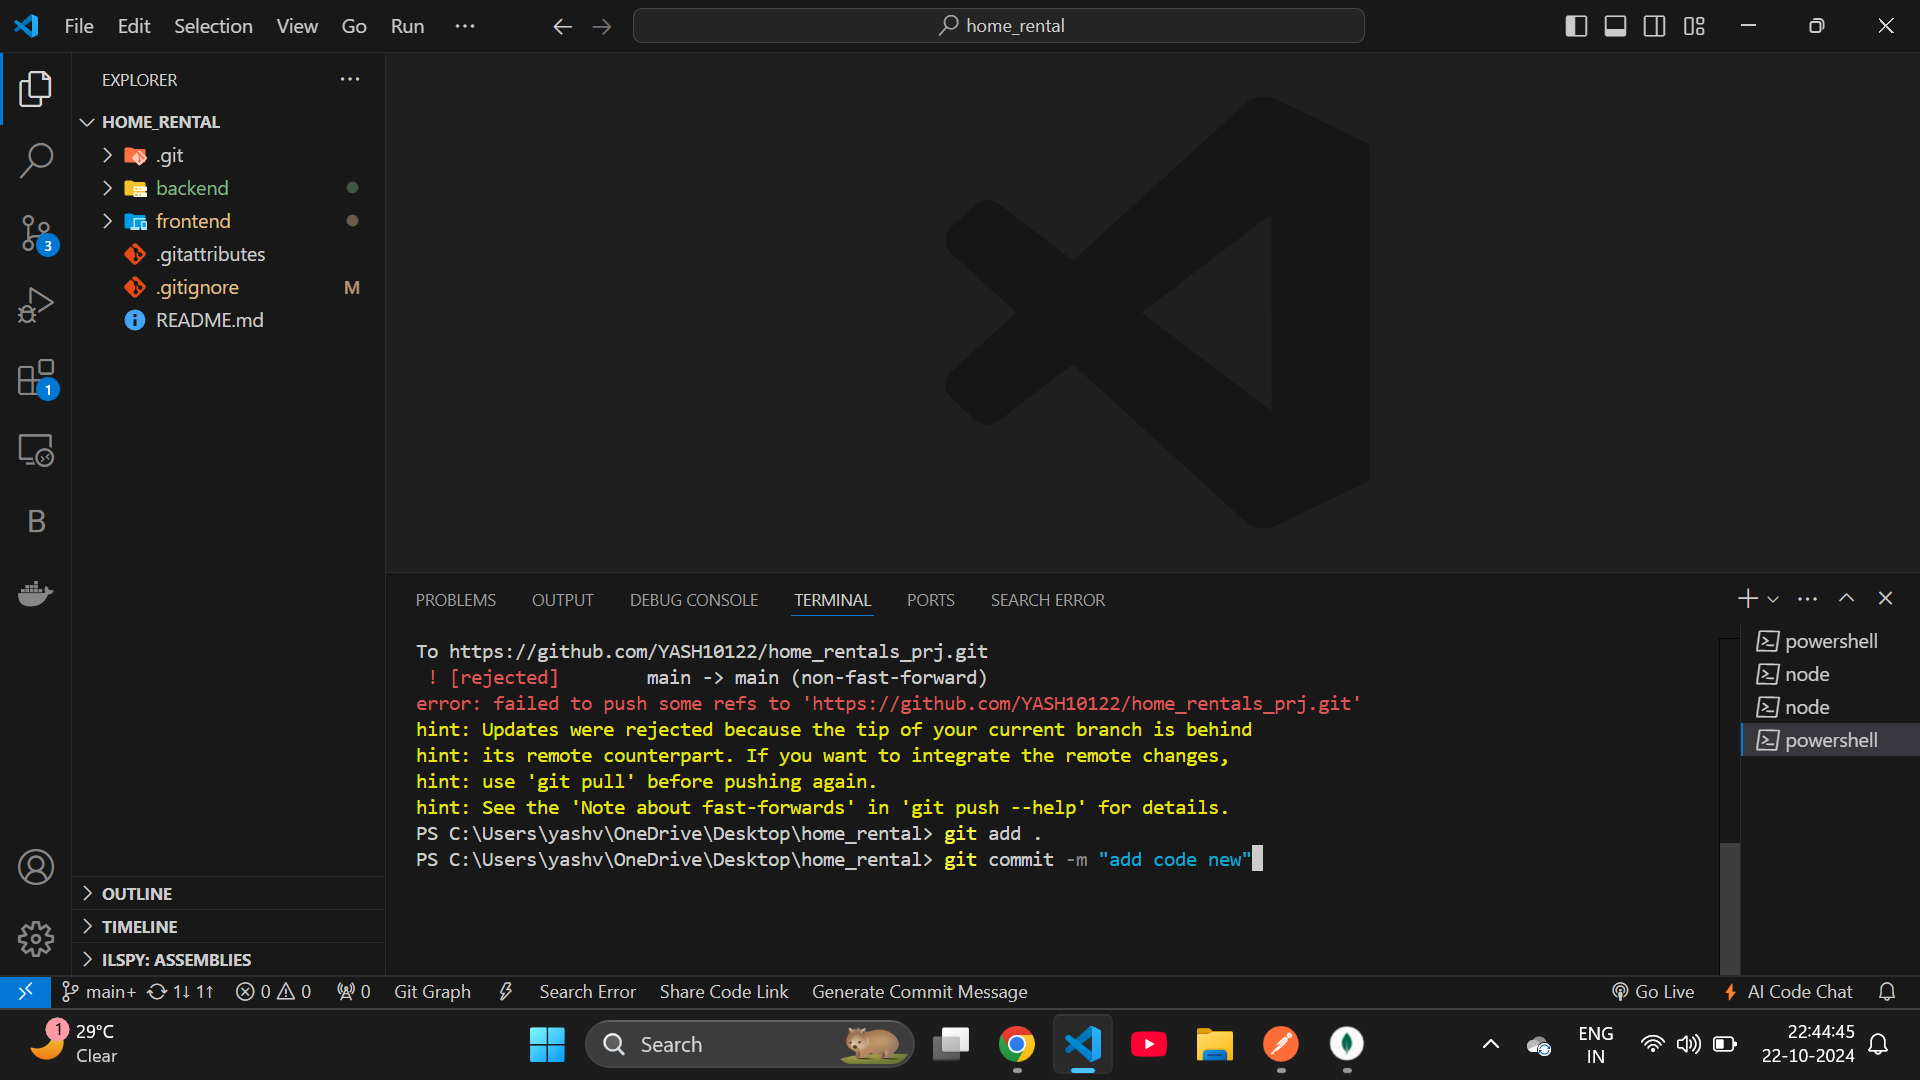 File Edit Selection View Go Run ···
home_rental
EXPLORER
HOME_RENTAL
.git
backend
frontend
.gitattributes
.gitignore M
README.md
3
1
B
OUTLINE
TIMELINE
ILSPY: ASSEMBLIES
PROBLEMS OUTPUT DEBUG CONSOLE TERMINAL PORTS SEARCH ERROR
To https://github.com/YASH10122/home_rentals_prj.git
! [rejected] main -> main (non-fast-forward)
error: failed to push some refs to 'https://github.com/YASH10122/home_rentals_prj.git'
hint: Updates were rejected because the tip of your current branch is behind
hint: its remote counterpart. If you want to integrate the remote changes,
hint: use 'git pull' before pushing again.
hint: See the 'Note about fast-forwards' in 'git push --help' for details.
PS C:\Users\yashv\OneDrive\Desktop\home_rental> git add .
PS C:\Users\yashv\OneDrive\Desktop\home_rental> git commit -m "add code new"
powershell
node
node
powershell
main+ 1↓ 1↑ 0 0 0 Git Graph Search Error Share Code Link Generate Commit Message Go Live AI Code Chat
1
29°C
Clear
Search
ENG
IN
22:44:45
22-10-2024